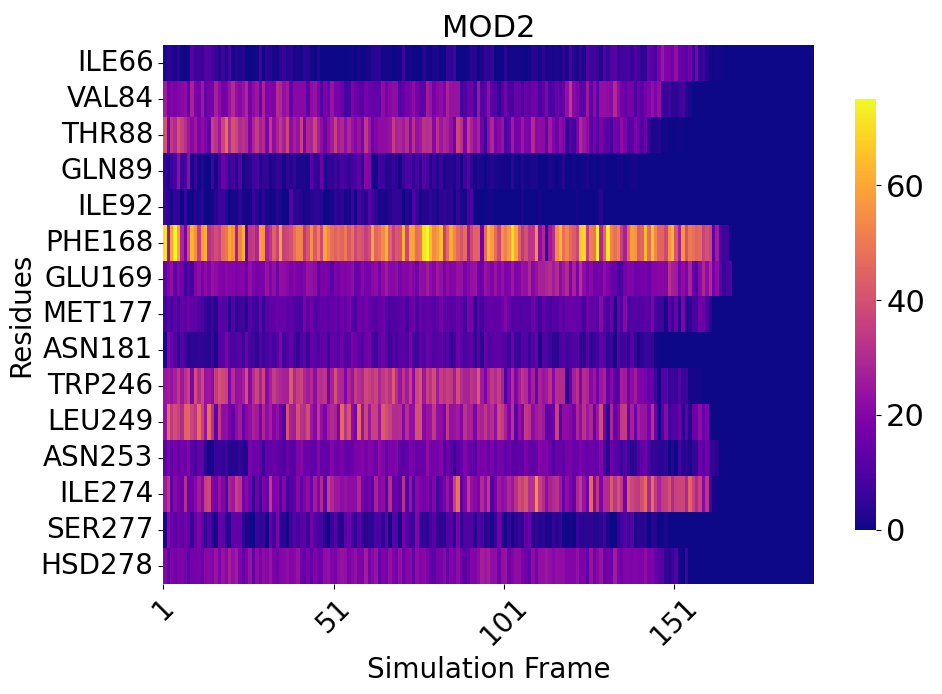 MOD2
ILE66
VAL84
THR88
GLN89
ILE92
PHE168
GLU169
MET177
ASN181
TRP246
LEU249
ASN253
ILE274
SER277
HSD278
Residues
1
51
101
151
Simulation Frame
60
40
20
0